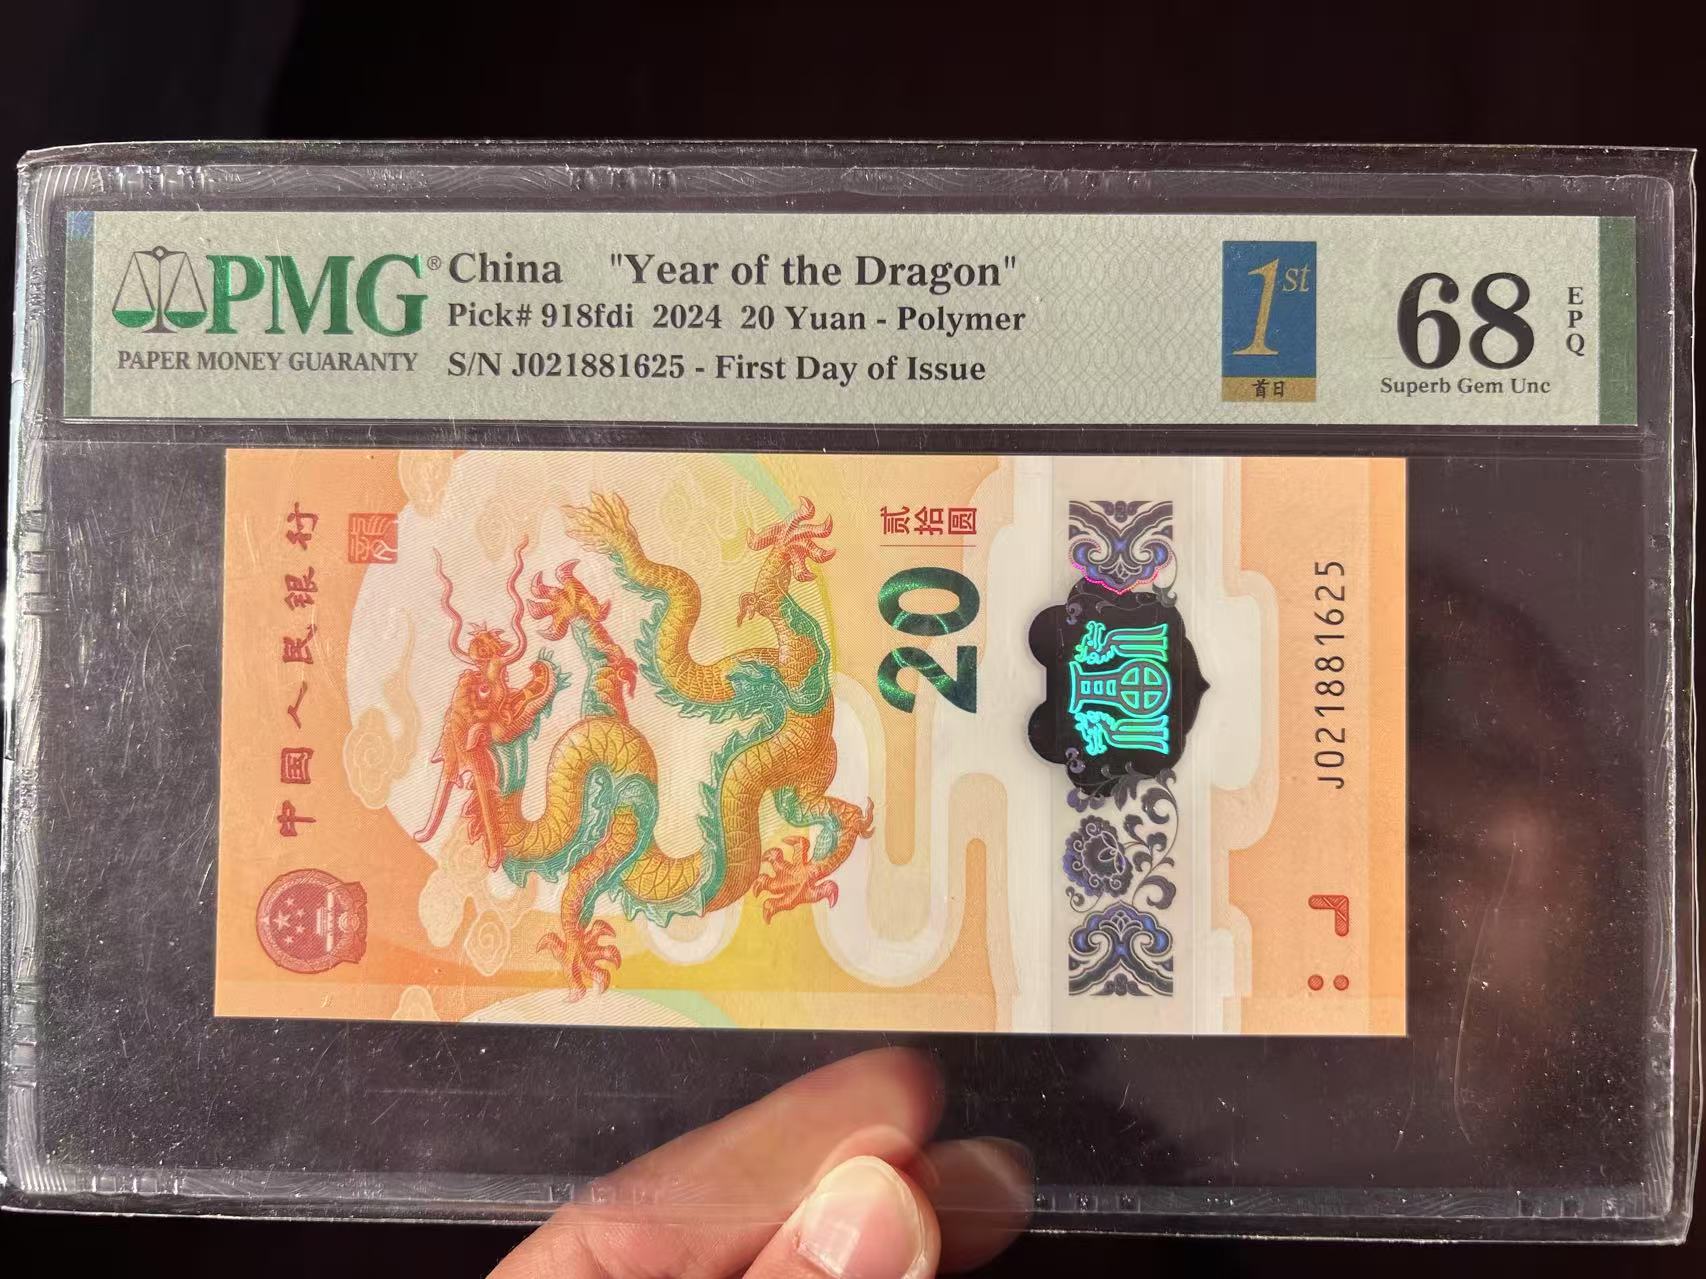 PMG®
PAPER MONEY GUARANTY
China "Year of the Dragon"
Pick# 918fdi 2024 20 Yuan - Polymer
S/N J021881625 - First Day of Issue
1st
首日
68
EPQ
Superb Gem Unc
中国人民银行
贰拾圆
20
J021881625